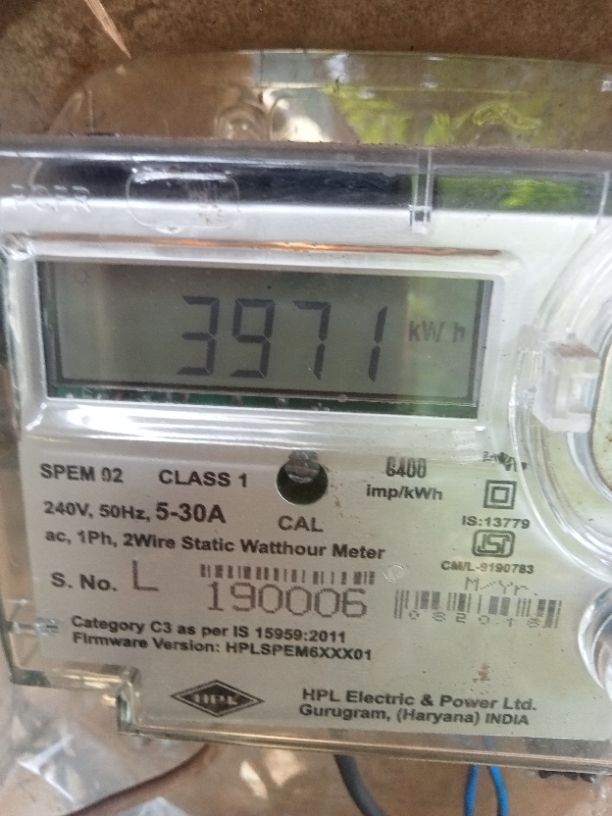 3971 kWh
SPEM 02 CLASS 1
6400
imp/kWh
240V, 50Hz, 5-30A
CAL
IS:13779
ac, 1Ph, 2Wire Static Watthour Meter
CM/L-9190783
S. No. L 190006
M/Yr.
082018
Category C3 as per IS 15959:2011
Firmware Version: HPLSPEM6XXX01
HPL
HPL Electric & Power Ltd.
Gurugram, (Haryana) INDIA